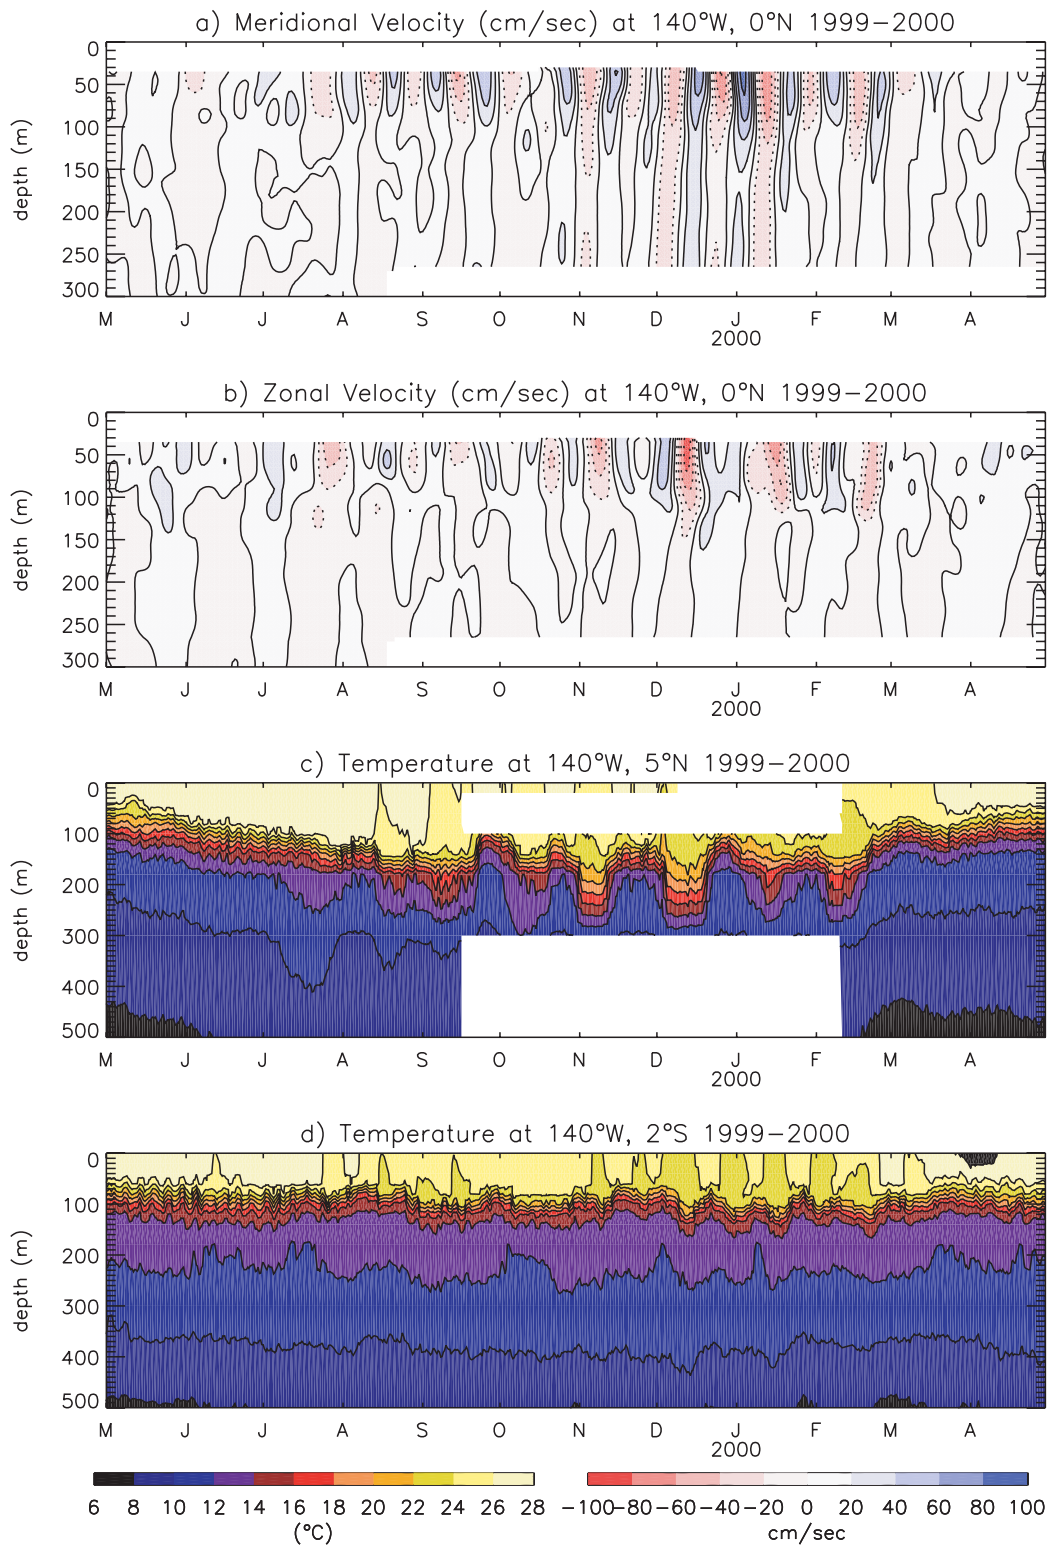 a) Meridional Velocity (cm/sec) at 140°W, 0°N 1999−2000
0
50
100
150
200
250
300
depth (m)
M J J A S O N D J F M A
2000
b) Zonal Velocity (cm/sec) at 140°W, 0°N 1999−2000
0
50
100
150
200
250
300
depth (m)
M J J A S O N D J F M A
2000
c) Temperature at 140°W, 5°N 1999−2000
0
100
200
300
400
500
depth (m)
M J J A S O N D J F M A
2000
d) Temperature at 140°W, 2°S 1999−2000
0
100
200
300
400
500
depth (m)
M J J A S O N D J F M A
2000
6 8 10 12 14 16 18 20 22 24 26 28
(°C)
−100 −80 −60 −40 −20 0 20 40 60 80 100
cm/sec